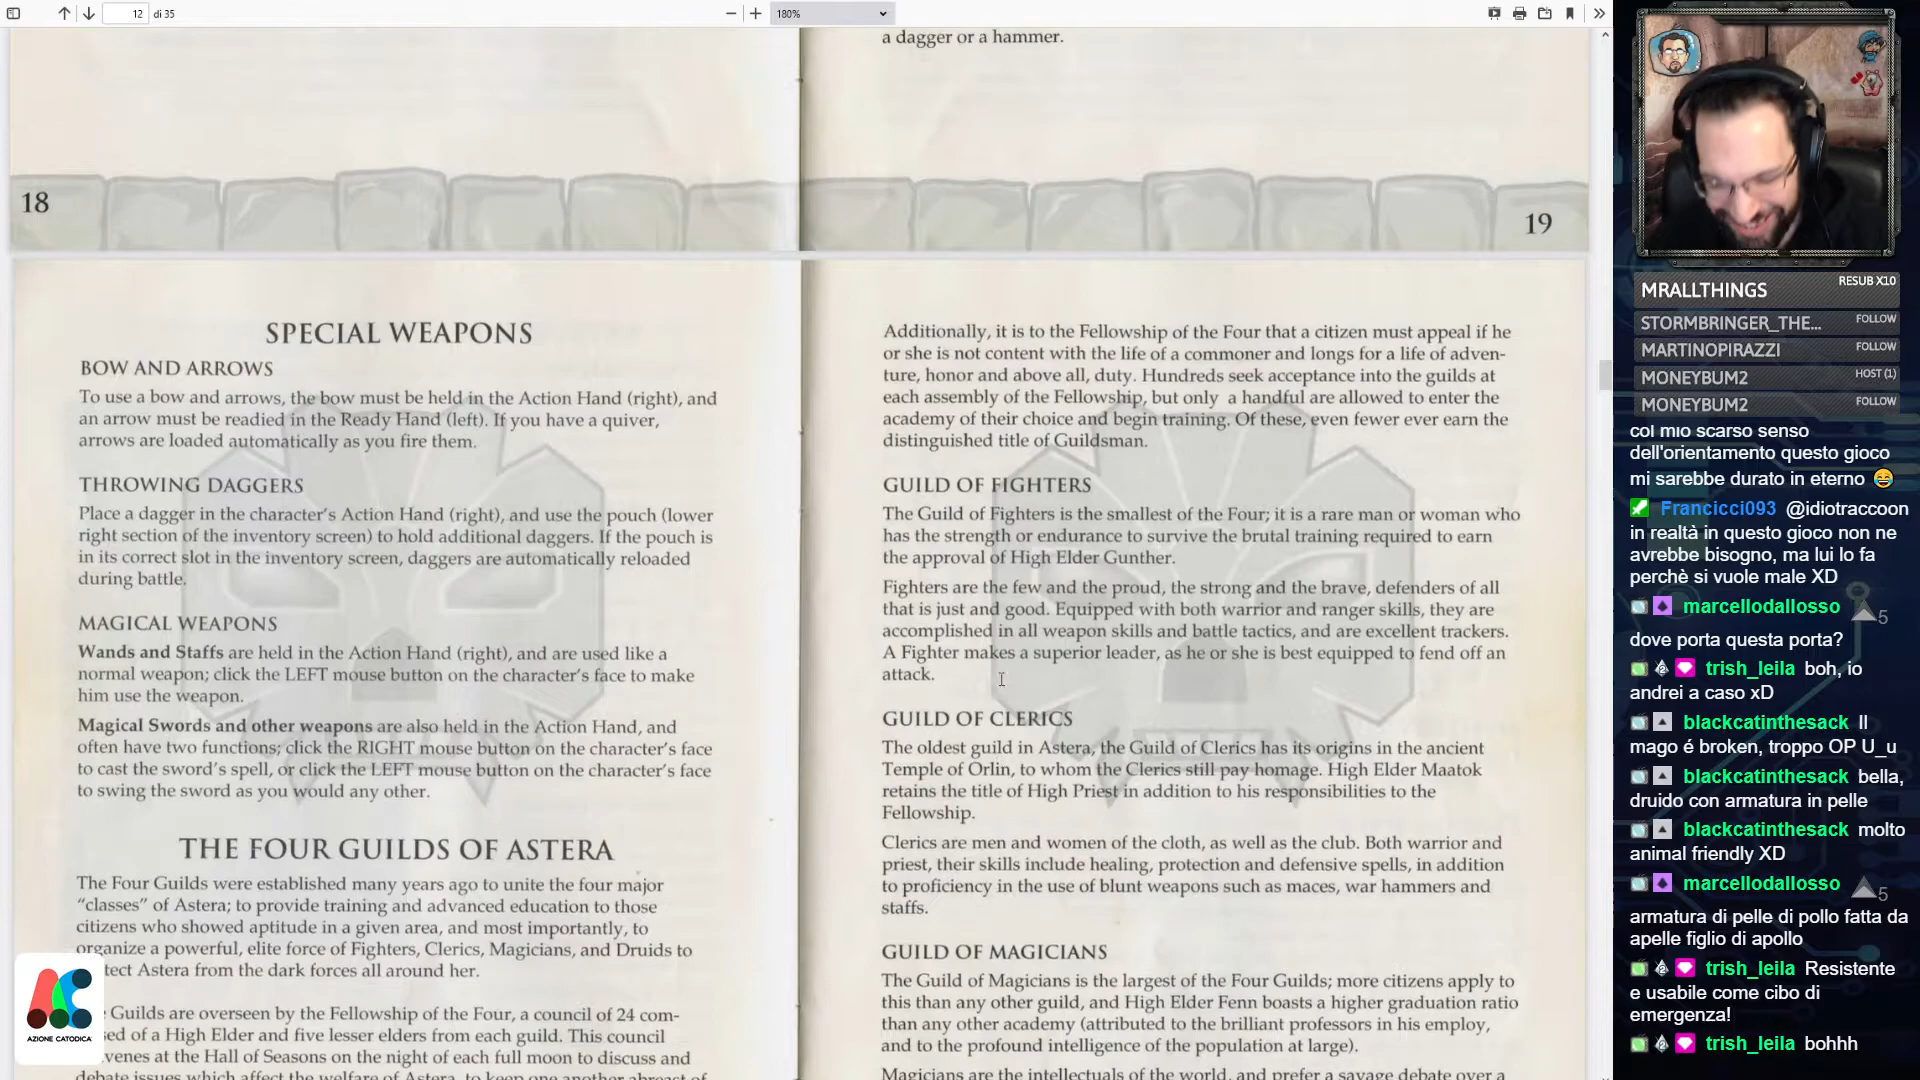 12 di 35
180%
a dagger or a hammer.
18
19
SPECIAL WEAPONS
BOW AND ARROWS
To use a bow and arrows, the bow must be held in the Action Hand (right), and
an arrow must be readied in the Ready Hand (left). If you have a quiver,
arrows are loaded automatically as you fire them.
THROWING DAGGERS
Place a dagger in the character's Action Hand (right), and use the pouch (lower
right section of the inventory screen) to hold additional daggers. If the pouch is
in its correct slot in the inventory screen, daggers are automatically reloaded
during battle.
MAGICAL WEAPONS
Wands and Staffs are held in the Action Hand (right), and are used like a
normal weapon; click the LEFT mouse button on the character's face to make
him use the weapon.
Magical Swords and other weapons are also held in the Action Hand, and
often have two functions; click the RIGHT mouse button on the character's face
to cast the sword's spell, or click the LEFT mouse button on the character's face
to swing the sword as you would any other.
THE FOUR GUILDS OF ASTERA
The Four Guilds were established many years ago to unite the four major
"classes" of Astera; to provide training and advanced education to those
citizens who showed aptitude in a given area, and most importantly, to
organize a powerful, elite force of Fighters, Clerics, Magicians, and Druids to
tect Astera from the dark forces all around her.
Guilds are overseen by the Fellowship of the Four, a council of 24 com-
sed of a High Elder and five lesser elders from each guild. This council
venes at the Hall of Seasons on the night of each full moon to discuss and
debate issues which affect the welfare of Astera, to keep one another abreast of
Additionally, it is to the Fellowship of the Four that a citizen must appeal if he
or she is not content with the life of a commoner and longs for a life of adven-
ture, honor and above all, duty. Hundreds seek acceptance into the guilds at
each assembly of the Fellowship, but only a handful are allowed to enter the
academy of their choice and begin training. Of these, even fewer ever earn the
distinguished title of Guildsman.
GUILD OF FIGHTERS
The Guild of Fighters is the smallest of the Four; it is a rare man or woman who
has the strength or endurance to survive the brutal training required to earn
the approval of High Elder Gunther.
Fighters are the few and the proud, the strong and the brave, defenders of all
that is just and good. Equipped with both warrior and ranger skills, they are
accomplished in all weapon skills and battle tactics, and are excellent trackers.
A Fighter makes a superior leader, as he or she is best equipped to fend off an
attack.
GUILD OF CLERICS
The oldest guild in Astera, the Guild of Clerics has its origins in the ancient
Temple of Orlin, to whom the Clerics still pay homage. High Elder Maatok
retains the title of High Priest in addition to his responsibilities to the
Fellowship.
Clerics are men and women of the cloth, as well as the club. Both warrior and
priest, their skills include healing, protection and defensive spells, in addition
to proficiency in the use of blunt weapons such as maces, war hammers and
staffs.
GUILD OF MAGICIANS
The Guild of Magicians is the largest of the Four Guilds; more citizens apply to
this than any other guild, and High Elder Fenn boasts a higher graduation ratio
than any other academy (attributed to the brilliant professors in his employ,
and to the profound intelligence of the population at large).
Magicians are the intellectuals of the world, and prefer a savage debate over a
AZIONE CATODICA
MRALLTHINGS RESUB X10
STORMBRINGER_THE... FOLLOW
MARTINOPIRAZZI FOLLOW
MONEYBUM2 HOST (1)
MONEYBUM2 FOLLOW
col mio scarso senso
dell'orientamento questo gioco
mi sarebbe durato in eterno 😂
Francicci093 @idiotraccoon
in realtà in questo gioco non ne
avrebbe bisogno, ma lui lo fa
perchè si vuole male XD
marcellodallosso 5
dove porta questa porta?
trish_leila boh, io
andrei a caso xD
blackcatinthesack Il
mago é broken, troppo OP U_u
blackcatinthesack bella,
druido con armatura in pelle
blackcatinthesack molto
animal friendly XD
marcellodallosso 5
armatura di pelle di pollo fatta da
apelle figlio di apollo
trish_leila Resistente
e usabile come cibo di
emergenza!
trish_leila bohhh